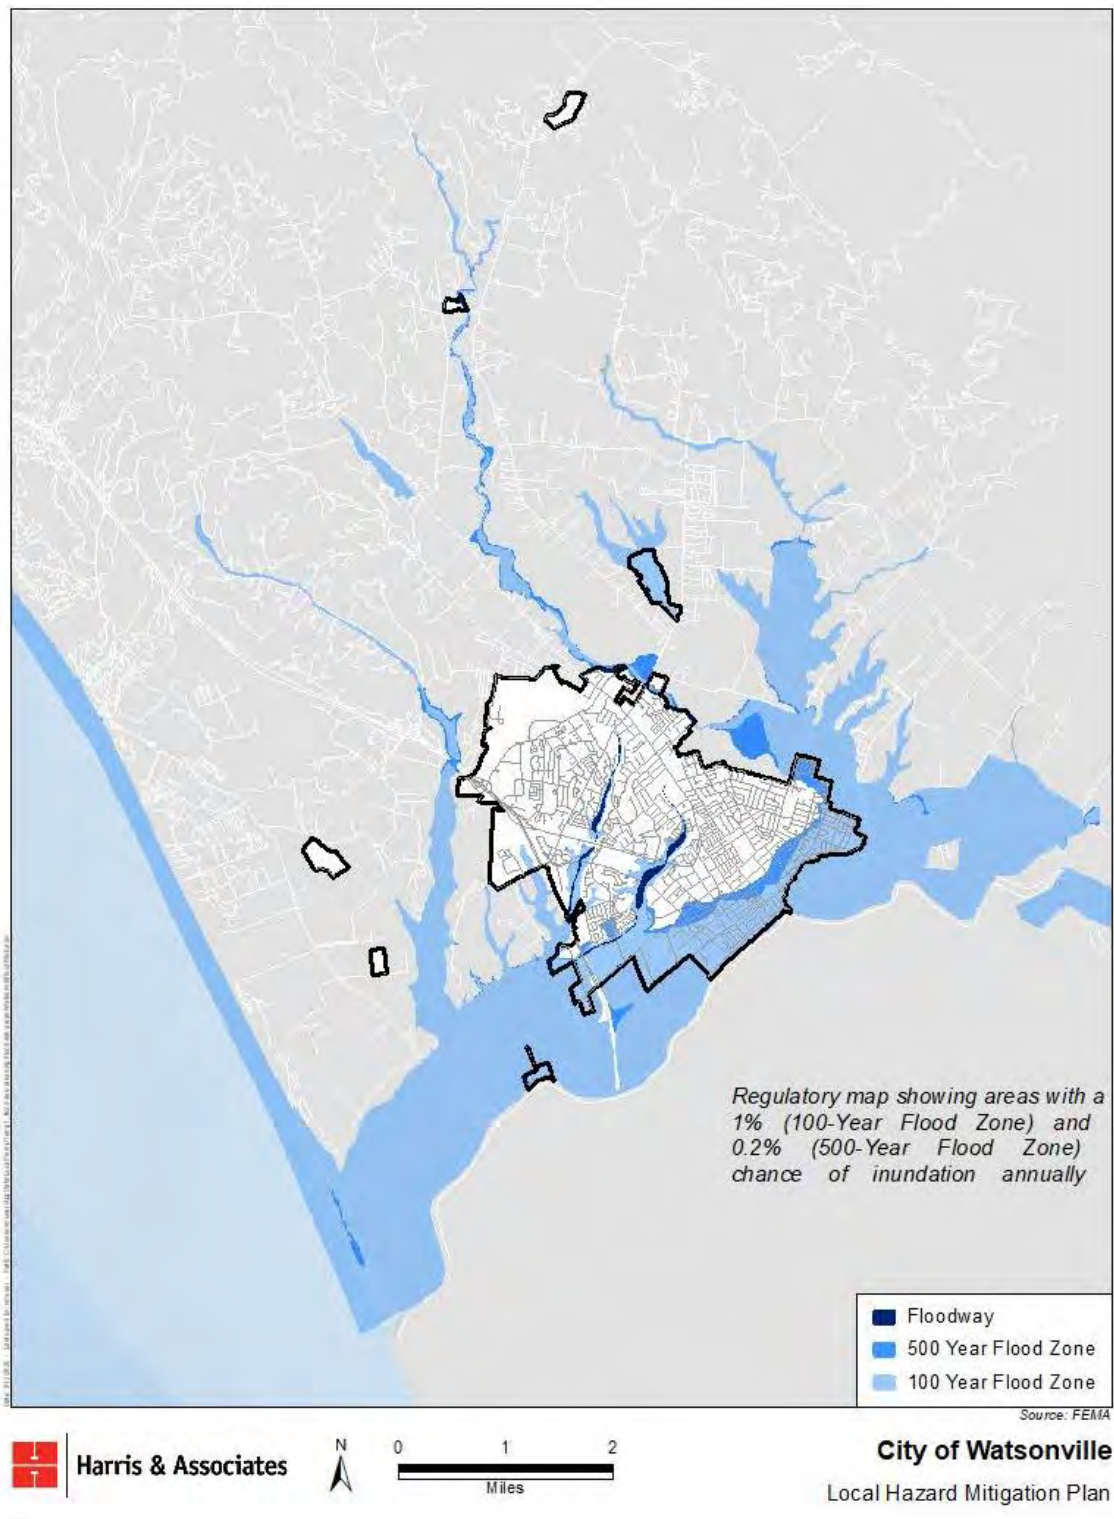 Regulatory map showing areas with a
1% (100-Year Flood Zone) and
0.2% (500-Year Flood Zone)
chance of inundation annually
Floodway
500 Year Flood Zone
100 Year Flood Zone
Source: FEMA
Harris & Associates
N
0 1 2
Miles
City of Watsonville
Local Hazard Mitigation Plan